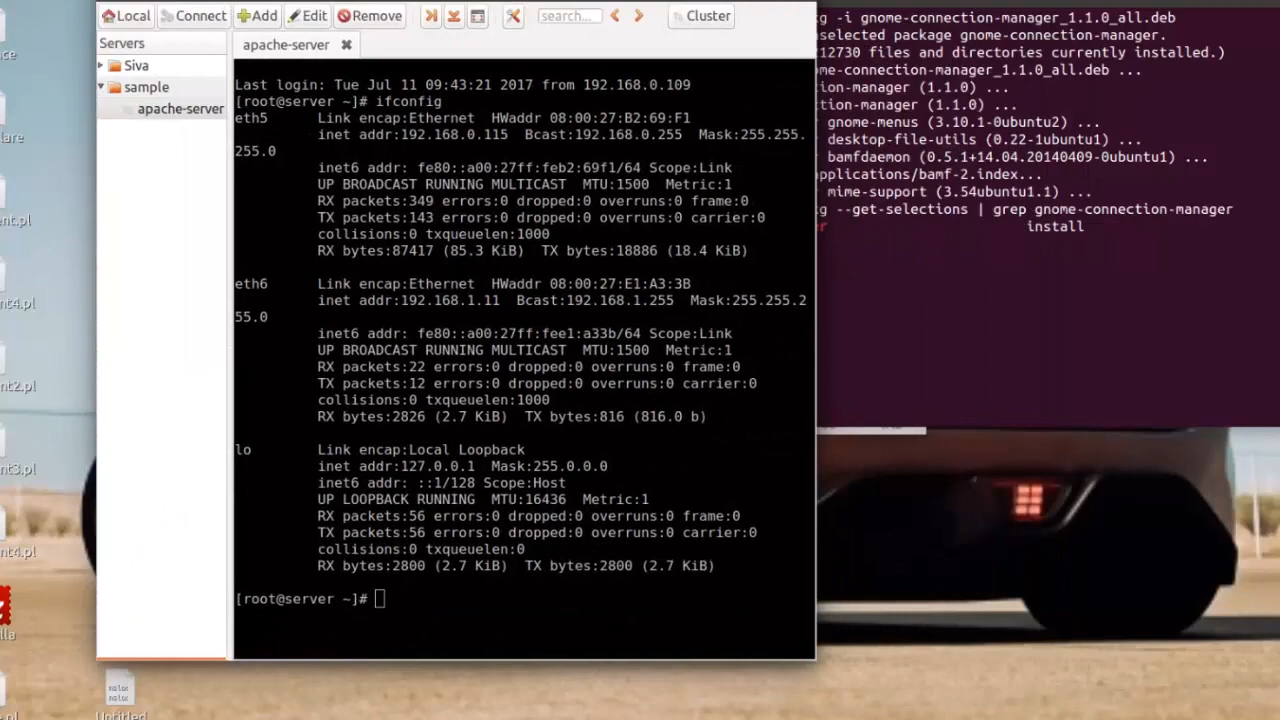 Local Connect Add Edit Remove search... Cluster
Servers
Siva
sample
apache-server
apache-server
Last login: Tue Jul 11 09:43:21 2017 from 192.168.0.109
[root@server ~]# ifconfig
eth5      Link encap:Ethernet  HWaddr 08:00:27:B2:69:F1
inet addr:192.168.0.115  Bcast:192.168.0.255  Mask:255.255.
255.0
inet6 addr: fe80::a00:27ff:feb2:69f1/64 Scope:Link
UP BROADCAST RUNNING MULTICAST  MTU:1500  Metric:1
RX packets:349 errors:0 dropped:0 overruns:0 frame:0
TX packets:143 errors:0 dropped:0 overruns:0 carrier:0
collisions:0 txqueuelen:1000
RX bytes:87417 (85.3 KiB)  TX bytes:18886 (18.4 KiB)
eth6      Link encap:Ethernet  HWaddr 08:00:27:E1:A3:3B
inet addr:192.168.1.11  Bcast:192.168.1.255  Mask:255.255.2
55.0
inet6 addr: fe80::a00:27ff:fee1:a33b/64 Scope:Link
UP BROADCAST RUNNING MULTICAST  MTU:1500  Metric:1
RX packets:22 errors:0 dropped:0 overruns:0 frame:0
TX packets:12 errors:0 dropped:0 overruns:0 carrier:0
collisions:0 txqueuelen:1000
RX bytes:2826 (2.7 KiB)  TX bytes:816 (816.0 b)
lo        Link encap:Local Loopback
inet addr:127.0.0.1  Mask:255.0.0.0
inet6 addr: ::1/128 Scope:Host
UP LOOPBACK RUNNING  MTU:16436  Metric:1
RX packets:56 errors:0 dropped:0 overruns:0 frame:0
TX packets:56 errors:0 dropped:0 overruns:0 carrier:0
collisions:0 txqueuelen:0
RX bytes:2800 (2.7 KiB)  TX bytes:2800 (2.7 KiB)
[root@server ~]#
kg -i gnome-connection-manager_1.1.0_all.deb
nselected package gnome-connection-manager.
12730 files and directories currently installed.)
me-connection-manager_1.1.0_all.deb ...
tion-manager (1.1.0) ...
ction-manager (1.1.0) ...
gnome-menus (3.10.1-0ubuntu2) ...
desktop-file-utils (0.22-1ubuntu1) ...
bamfdaemon (0.5.1+14.04.20140409-0ubuntu1) ...
applications/bamf-2.index...
mime-support (3.54ubuntu1.1) ...
kg --get-selections | grep gnome-connection-manager
r install
ent.pl
nt4.pl
nt2.pl
nt3.pl
nt4.pl
lla
Untitled